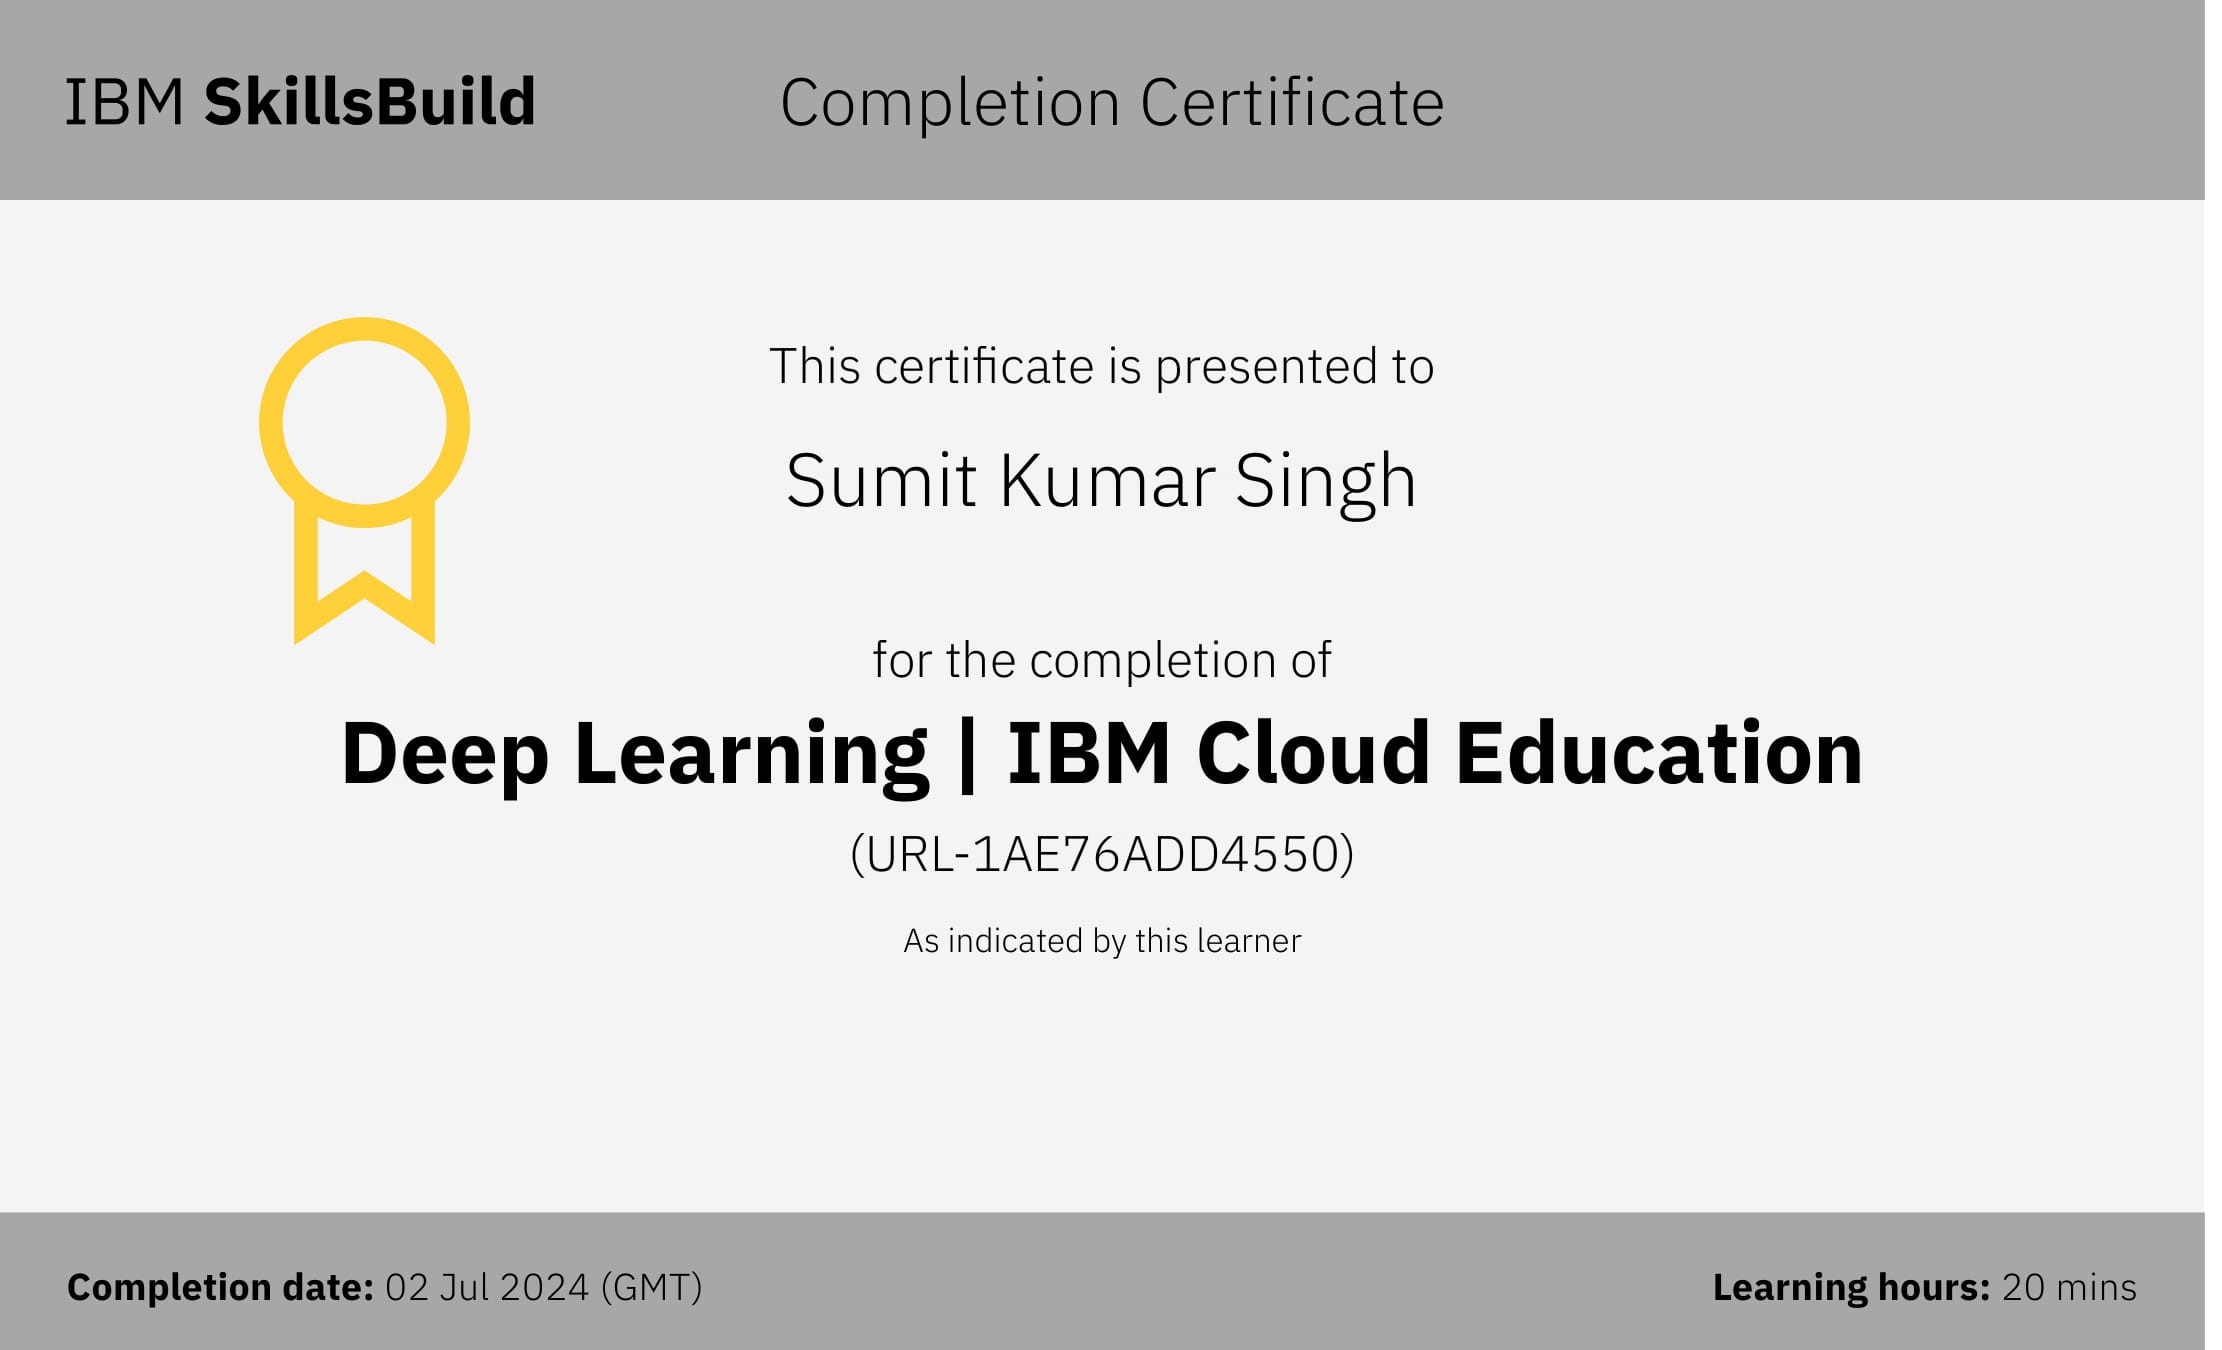 IBM SkillsBuild
Completion Certificate
This certificate is presented to
Sumit Kumar Singh
for the completion of
Deep Learning | IBM Cloud Education
(URL-1AE76ADD4550)
As indicated by this learner
Completion date: 02 Jul 2024 (GMT)
Learning hours: 20 mins